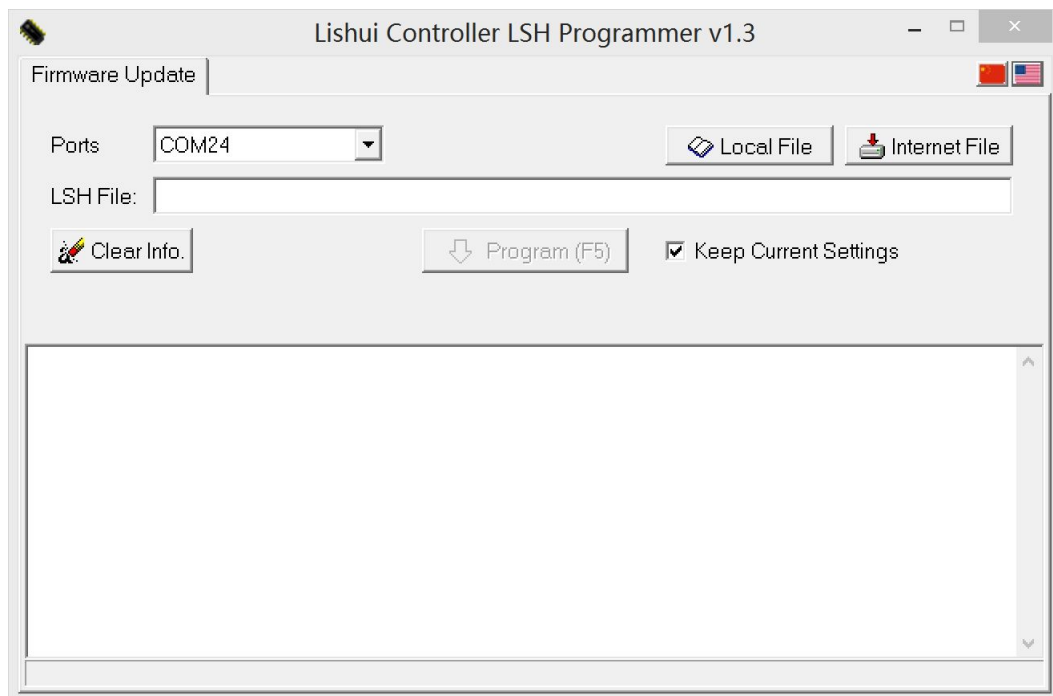 Lishui Controller LSH Programmer v1.3
Firmware Update
Ports COM24 Local File Internet File
LSH File:
Clear Info. Program (F5) Keep Current Settings